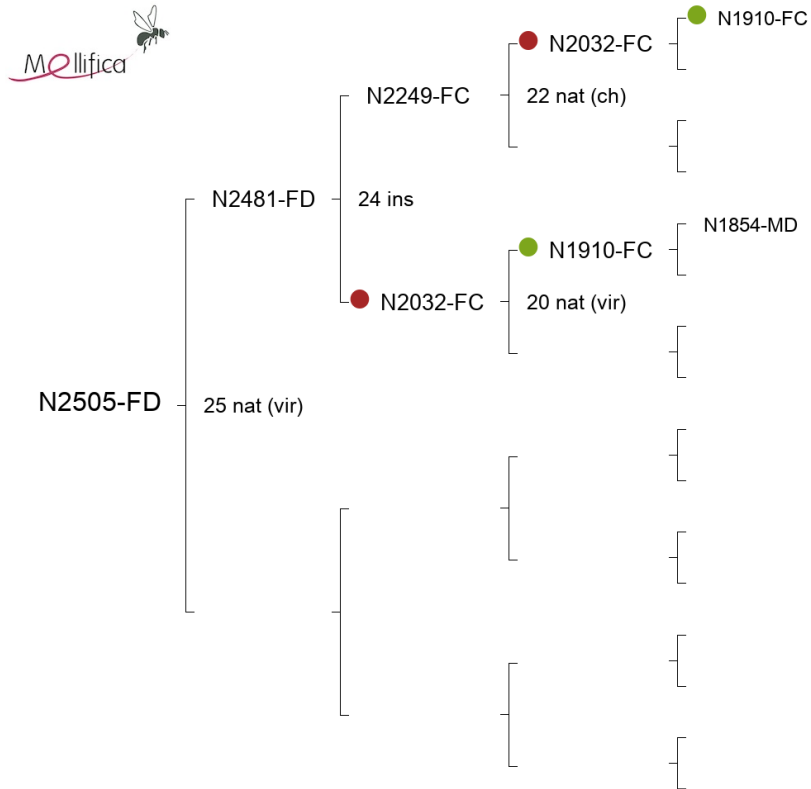 Mellifica
N1910-FC
N2032-FC
N2249-FC
22 nat (ch)
N2481-FD
24 ins
N1854-MD
N1910-FC
N2032-FC
20 nat (vir)
N2505-FD
25 nat (vir)